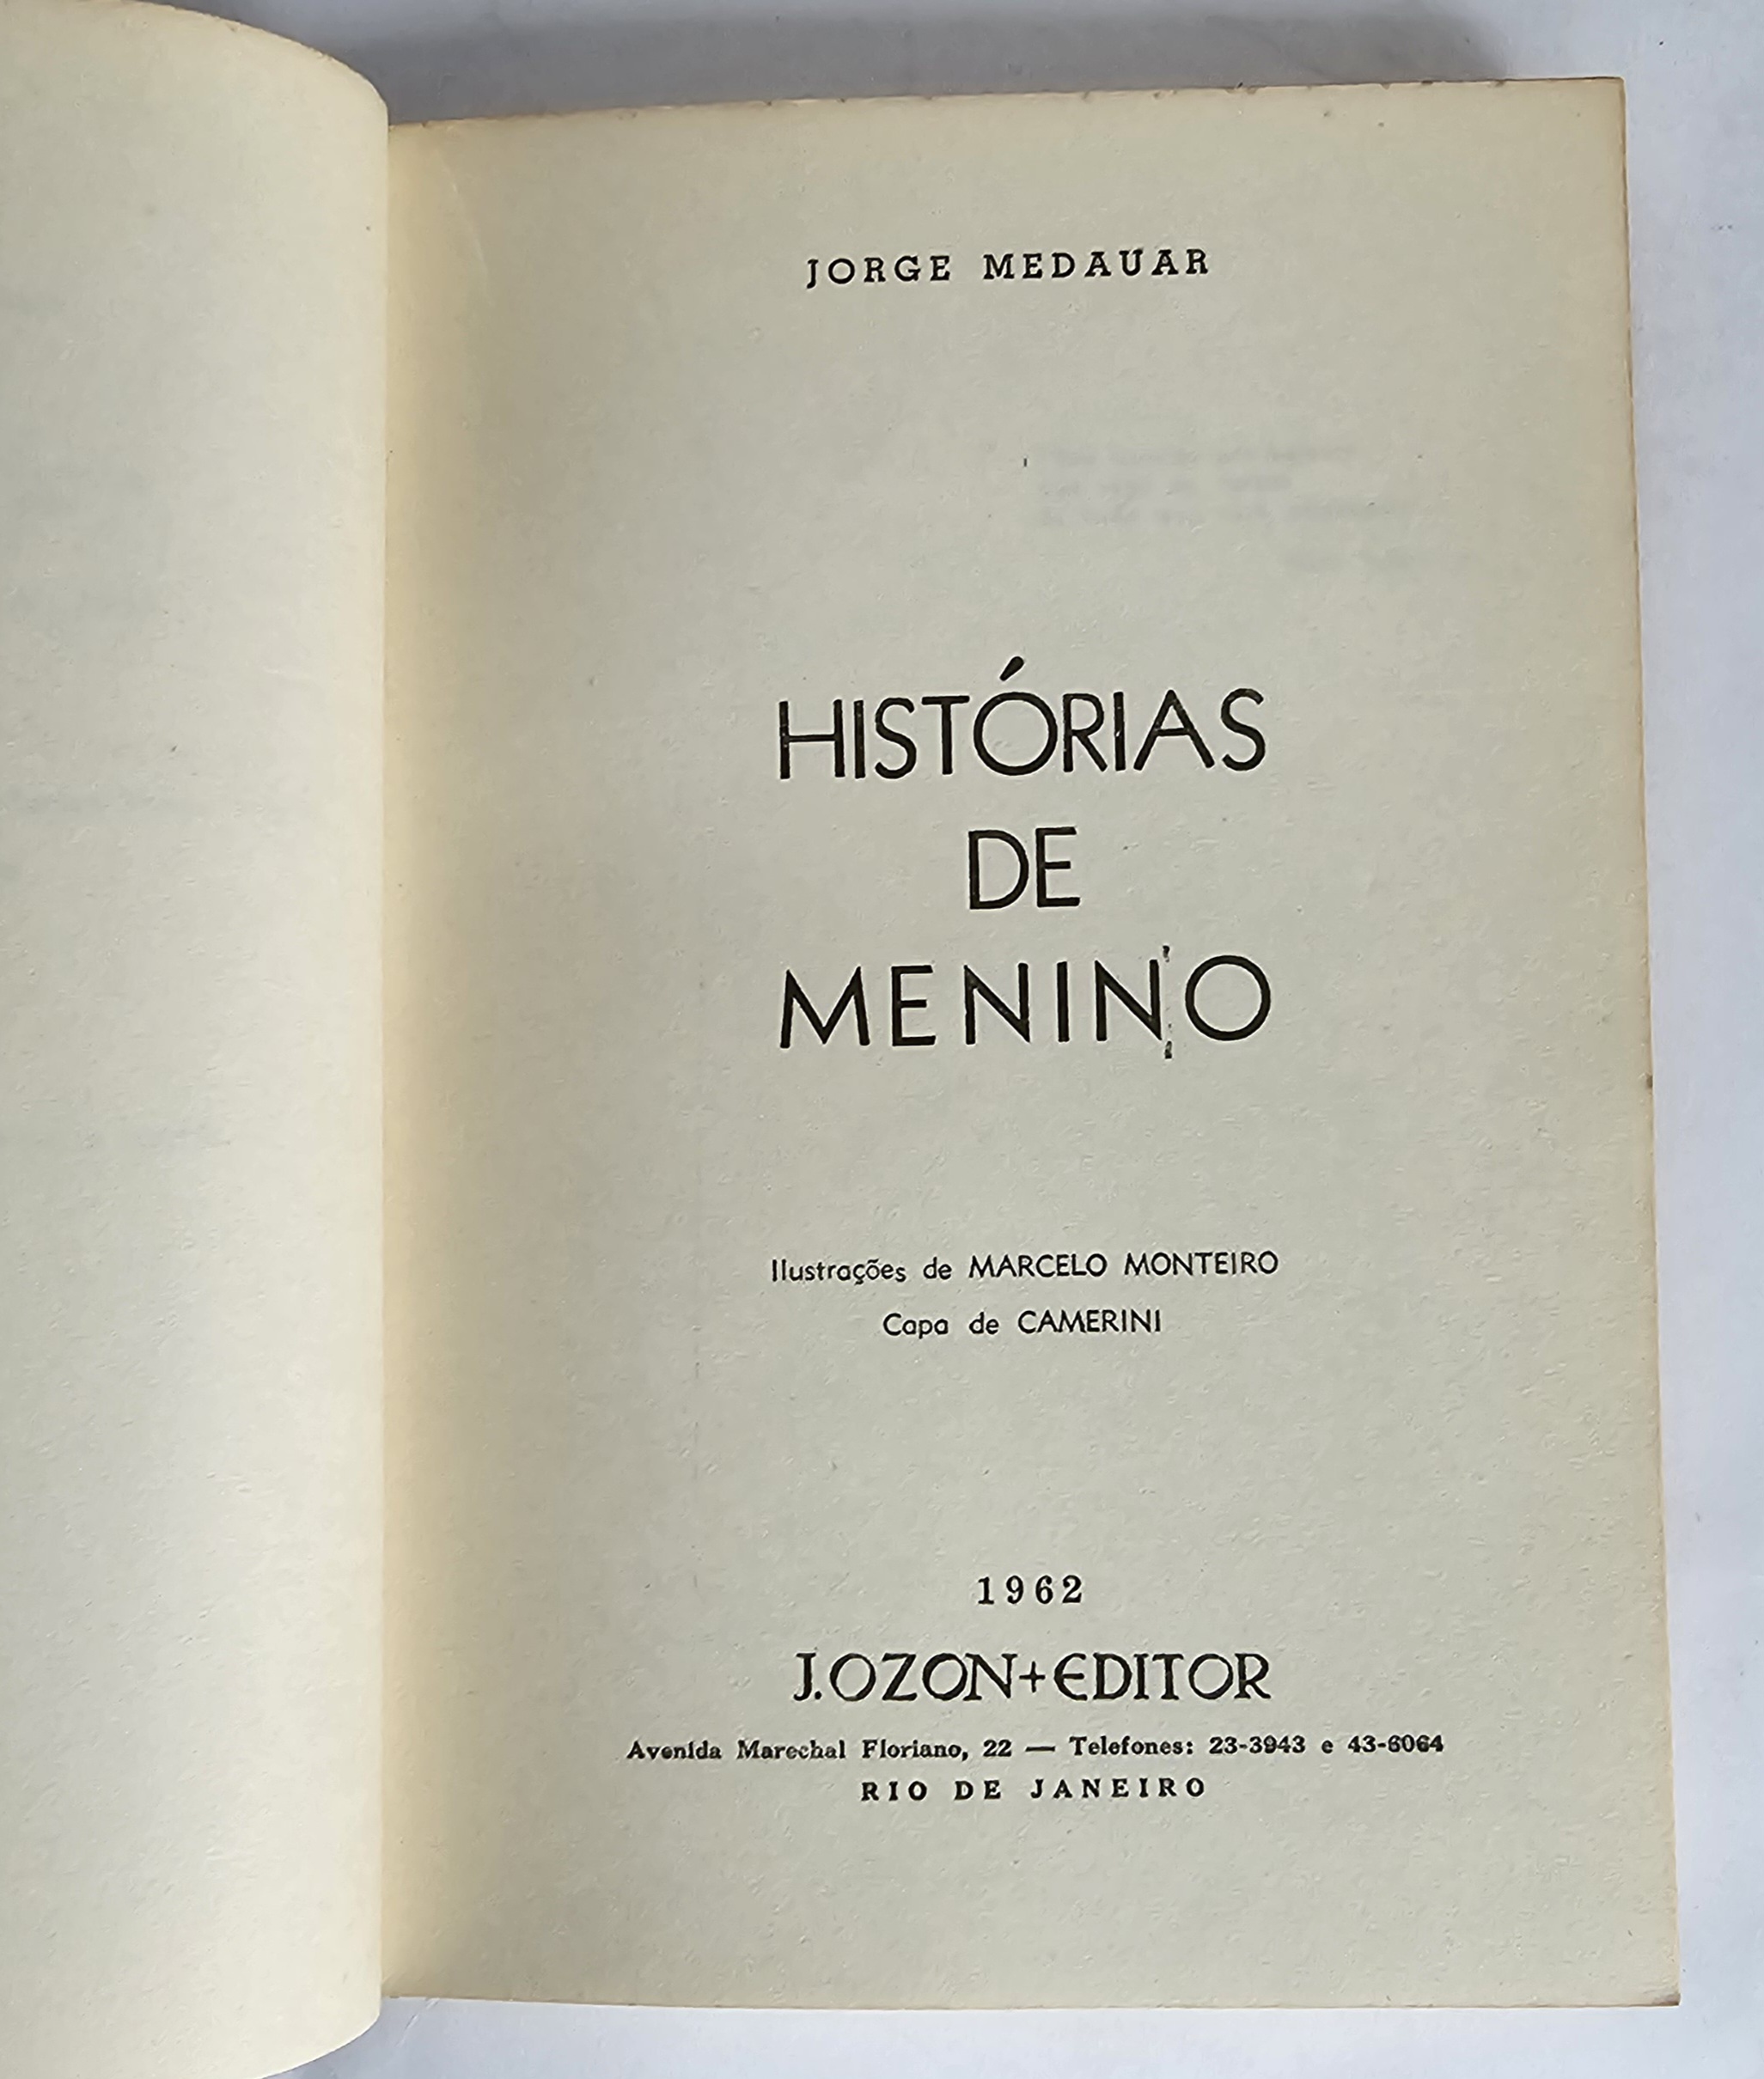 JORGE MEDAUAR
HISTÓRIAS
DE
MENINO
Ilustrações de MARCELO MONTEIRO
Capa de CAMERINI
1962
J. OZON+EDITOR
Avenida Marechal Floriano, 22 — Telefones: 23-3943 e 43-6064
RIO DE JANEIRO